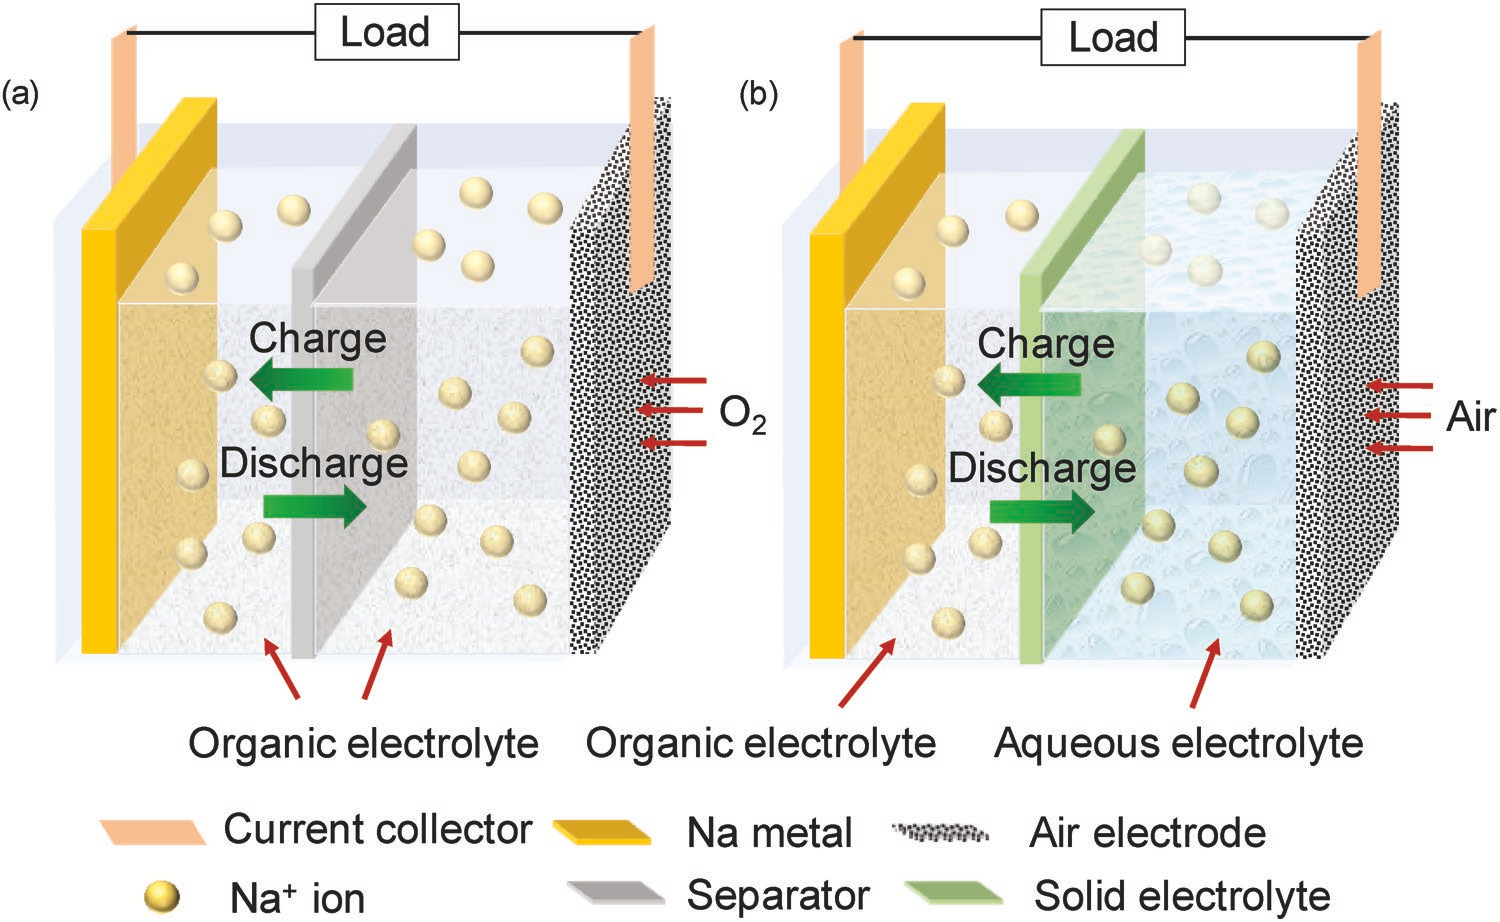 (a)
Load
Charge
Discharge
O₂
Organic electrolyte
(b)
Load
Charge
Discharge
Air
Organic electrolyte
Aqueous electrolyte
Current collector
Na metal
Air electrode
Na⁺ ion
Separator
Solid electrolyte